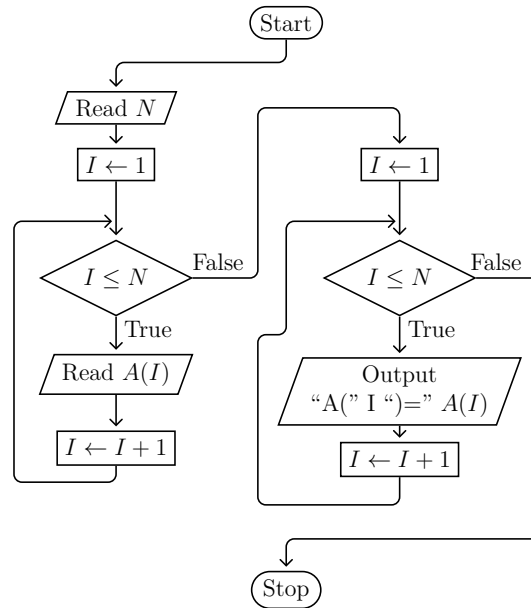 Start
Read N
I ← 1
I ≤ N
False
True
Read A(I)
I ← I + 1
I ← 1
I ≤ N
False
True
Output
“A(” I “)=” A(I)
I ← I + 1
Stop